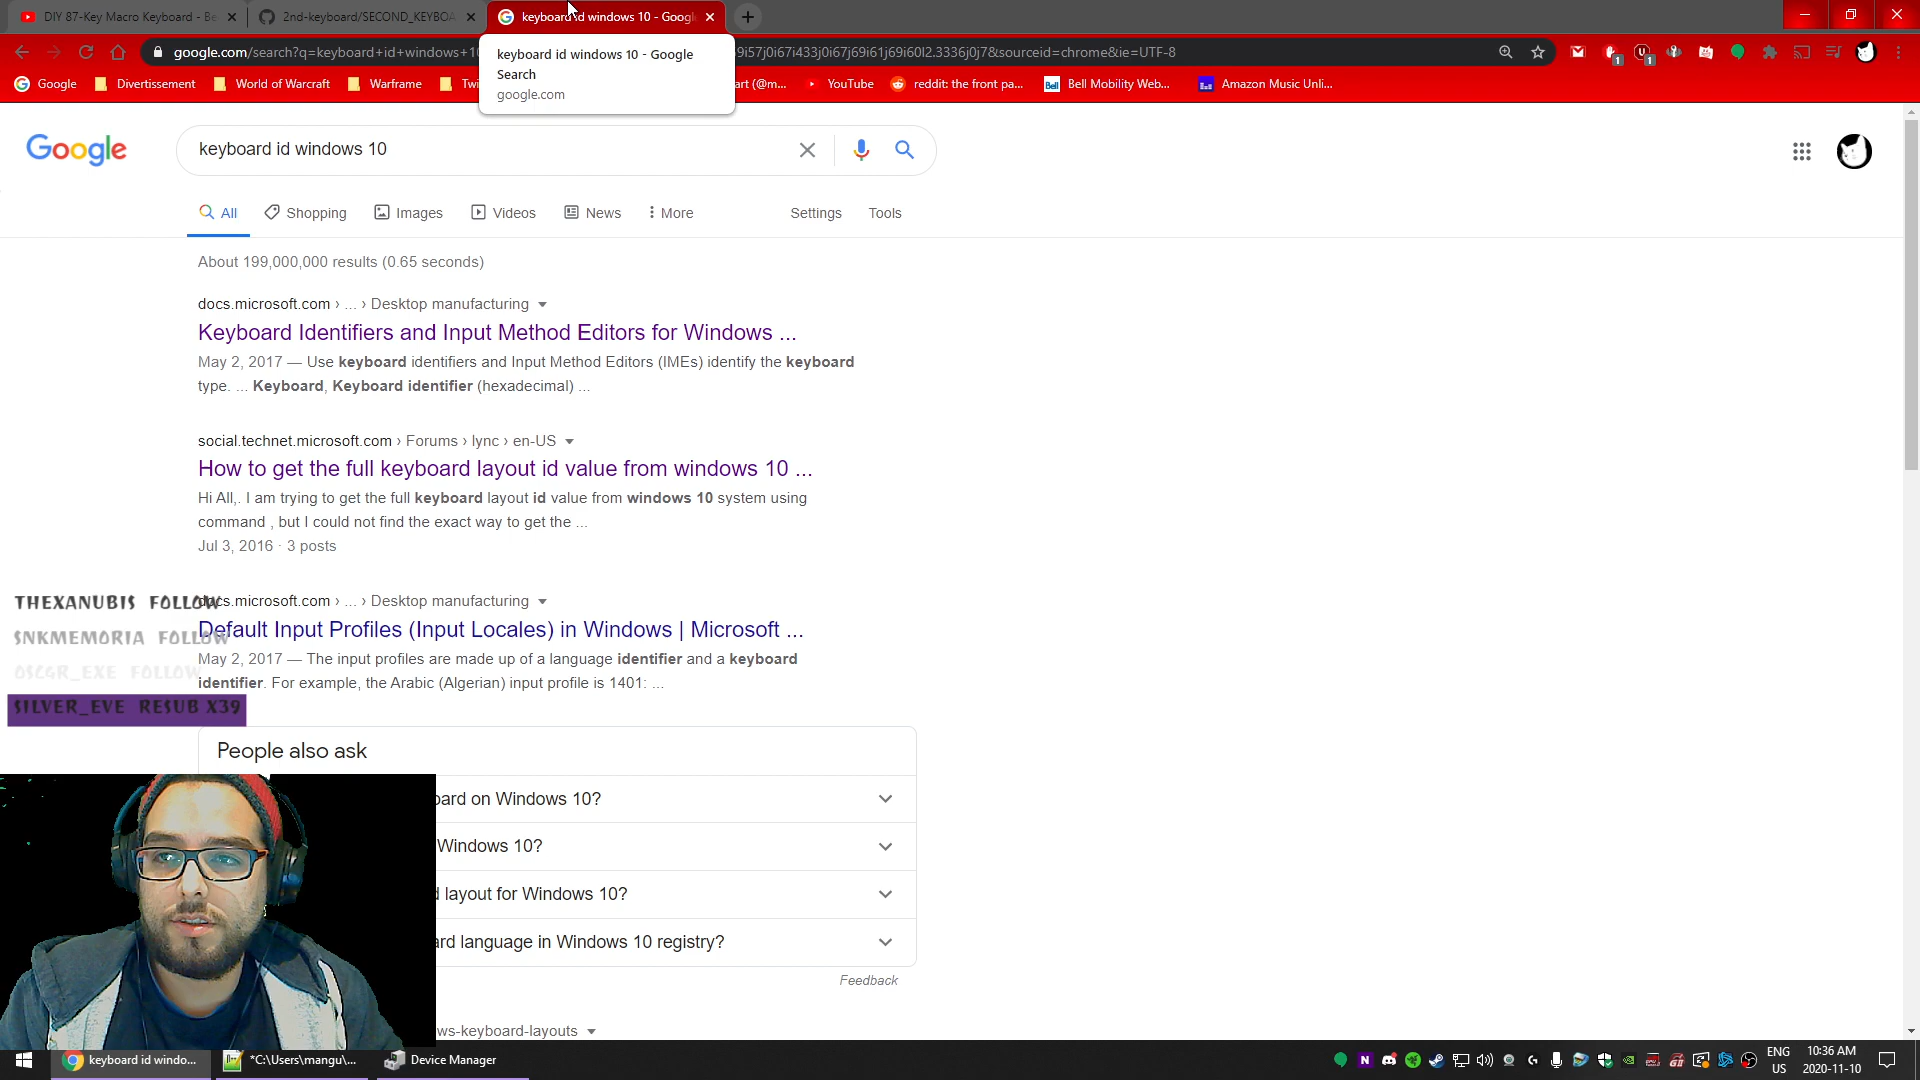 DIY 87-Key Macro Keyboard - Be
2nd-keyboard/SECOND_KEYBOA
keyboard id windows 10 - Googl
google.com/search?q=keyboard+id+windows+10
9i57j0i67i433j0i67j69i61j69i60l2.3336j0j7&sourceid=chrome&ie=UTF-8
keyboard id windows 10 - Google
Search
google.com
Google
Divertissement
World of Warcraft
Warframe
Twi
art (@m...
YouTube
reddit: the front pa...
Bell Mobility Web...
Amazon Music Unli...
Google
keyboard id windows 10
All
Shopping
Images
Videos
News
More
Settings
Tools
About 199,000,000 results (0.65 seconds)
docs.microsoft.com › ... › Desktop manufacturing
Keyboard Identifiers and Input Method Editors for Windows ...
May 2, 2017 — Use keyboard identifiers and Input Method Editors (IMEs) identify the keyboard
type. ... Keyboard, Keyboard identifier (hexadecimal) ...
social.technet.microsoft.com › Forums › lync › en-US
How to get the full keyboard layout id value from windows 10 ...
Hi All,. I am trying to get the full keyboard layout id value from windows 10 system using
command , but I could not find the exact way to get the ...
Jul 3, 2016 · 3 posts
THEXANUBIS FOLLOW
docs.microsoft.com › ... › Desktop manufacturing
SNKMEMORIA FOLLOW
Default Input Profiles (Input Locales) in Windows | Microsoft ...
May 2, 2017 — The input profiles are made up of a language identifier and a keyboard
OSC4R_EXE FOLLOW
identifier. For example, the Arabic (Algerian) input profile is 1401: ...
SILVER_EVE RESUB X39
People also ask
oard on Windows 10?
Windows 10?
d layout for Windows 10?
ard language in Windows 10 registry?
Feedback
ws-keyboard-layouts
keyboard id windo...
*C:\Users\mangu\...
Device Manager
ENG
US
10:36 AM
2020-11-10